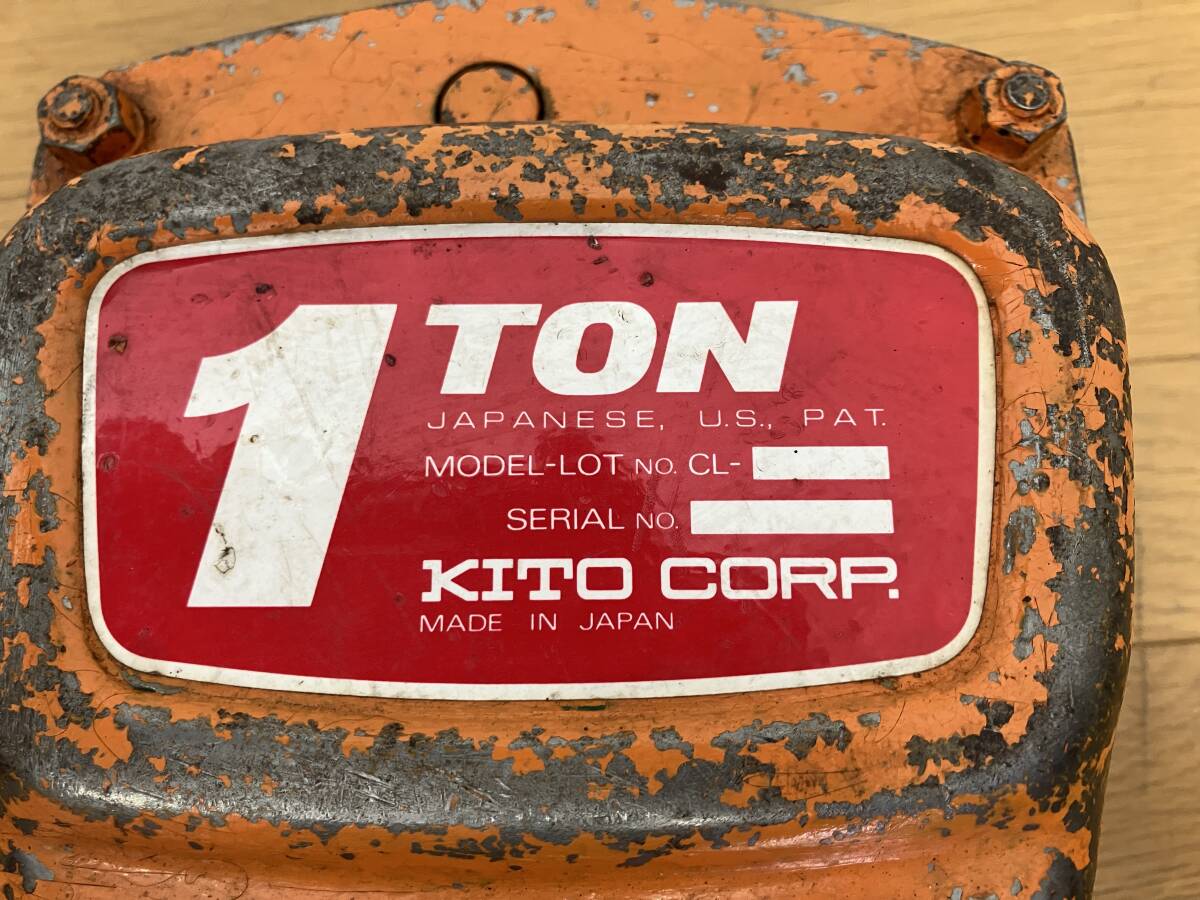 1 TON
JAPANESE, U.S., PAT.
MODEL-LOT NO. CL-
SERIAL NO.
KITO CORP.
MADE IN JAPAN